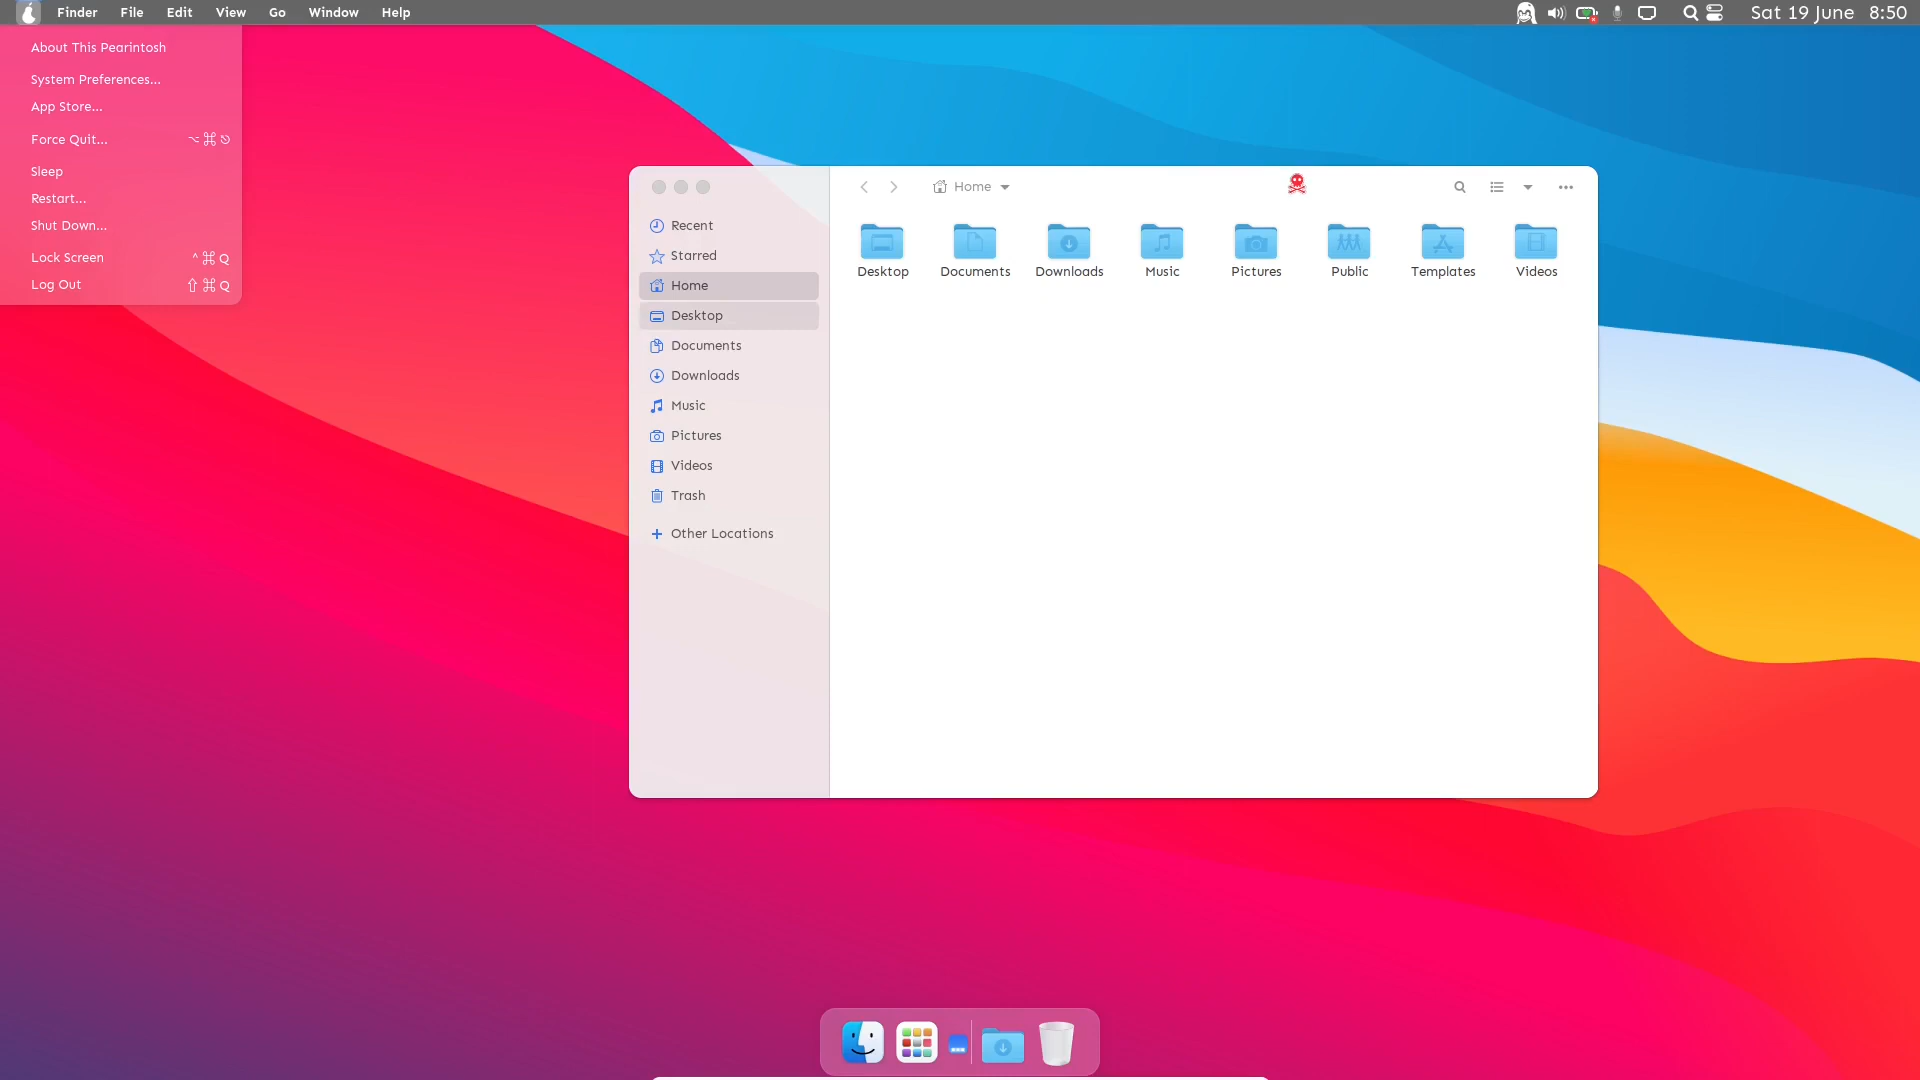 Finder File Edit View Go Window Help Sat 19 June 8:50
About This Pearintosh
System Preferences...
App Store...
Force Quit... ⌥⌘⎋
Sleep
Restart...
Shut Down...
Lock Screen ^⌘Q
Log Out ⇧⌘Q
Home
Recent
Starred
Home
Desktop
Documents
Downloads
Music
Pictures
Videos
Trash
Other Locations
Desktop Documents Downloads Music Pictures Public Templates Videos